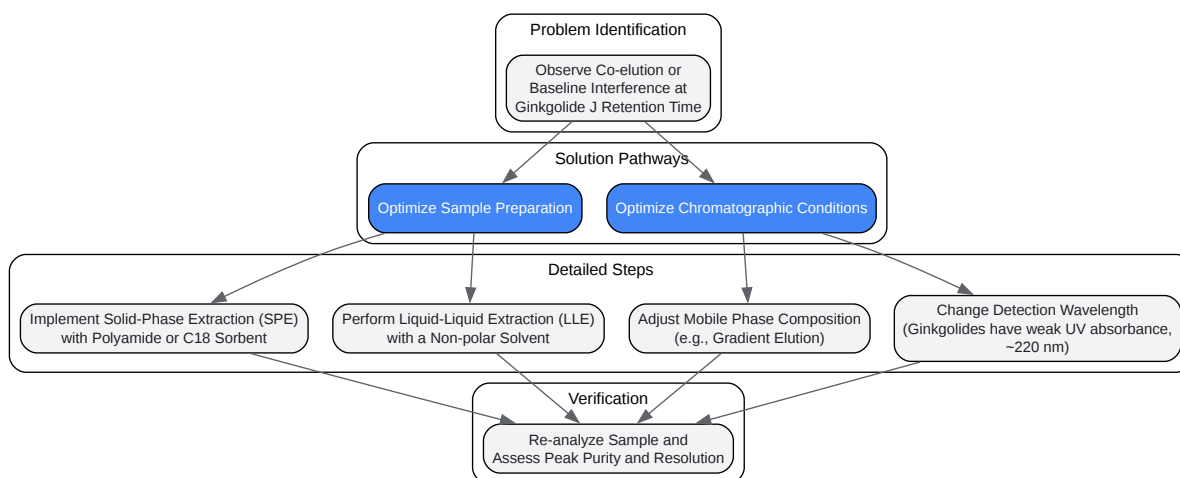 Problem Identification
Observe Co-elution or
Baseline Interference at
Ginkgolide J Retention Time
Solution Pathways
Optimize Sample Preparation
Optimize Chromatographic Conditions
Detailed Steps
Implement Solid-Phase Extraction (SPE)
with Polyamide or C18 Sorbent
Perform Liquid-Liquid Extraction (LLE)
with a Non-polar Solvent
Adjust Mobile Phase Composition
(e.g., Gradient Elution)
Change Detection Wavelength
(Ginkgolides have weak UV absorbance,
~220 nm)
Verification
Re-analyze Sample and
Assess Peak Purity and Resolution